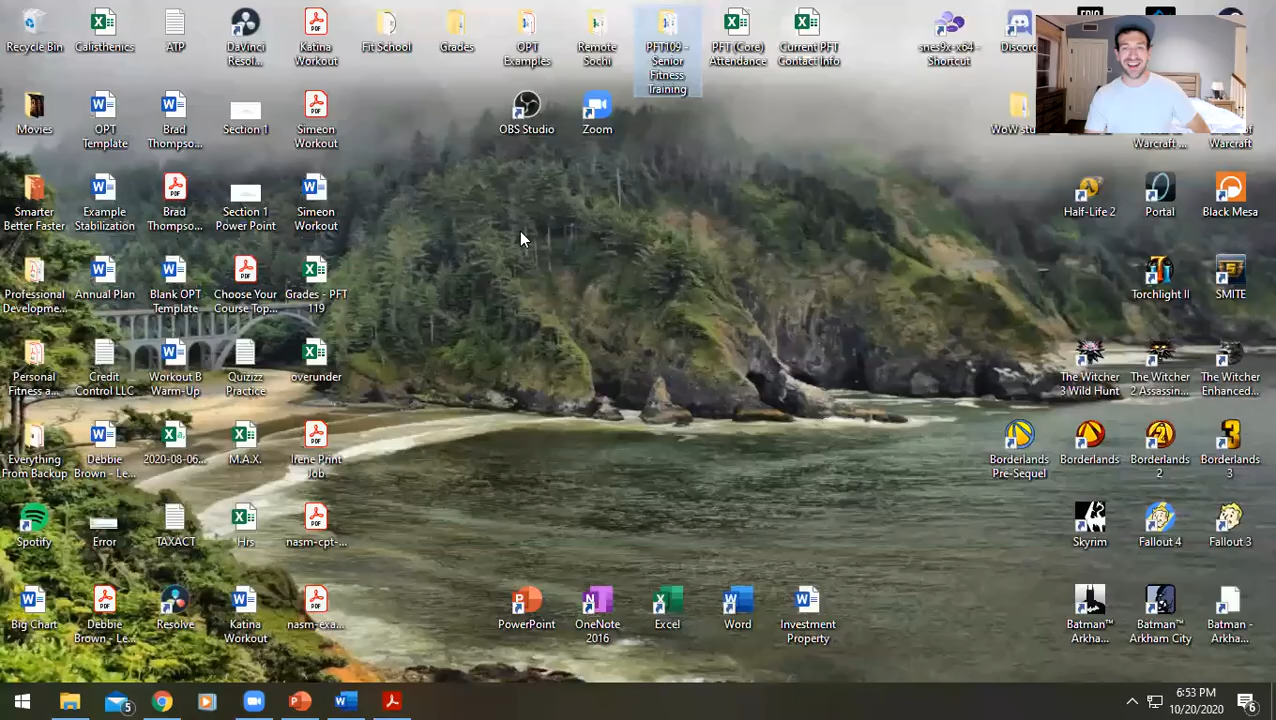 Recycle Bin
Calisthenics
ATP
DaVinci
Resol...
Katina
Workout
Fit School
Grades
OPT
Examples
Remote
Sochi
PFT109 -
Senior
Fitness
Training
PFT (Core)
Attendance
Current PFT
Contact Info
snes9x-x64-
Shortcut
Discord
Movies
OPT
Template
Brad
Thompso...
Section 1
Simeon
Workout
OBS Studio
Zoom
Warcraft ...
Warcraft
Smarter
Better Faster
Example
Stabilization
Brad
Thompso...
Section 1
Power Point
Simeon
Workout
Half-Life 2
Portal
Black Mesa
Professional
Developme...
Annual Plan
Blank OPT
Template
Choose Your
Course Top...
Grades - PFT
119
Torchlight II
SMITE
Personal
Fitness a...
Credit
Control LLC
Workout B
Warm-Up
Quizizz
Practice
overunder
The Witcher
3 Wild Hunt
The Witcher
2 Assassin...
The Witcher
Enhanced...
Everything
From Backup
Debbie
Brown - Le...
2020-08-06...
M.A.X.
Irene Print
Job
Borderlands
Pre-Sequel
Borderlands
Borderlands
2
Borderlands
3
Spotify
Error
TAXACT
Hrs
nasm-cpt-...
Skyrim
Fallout 4
Fallout 3
Big Chart
Debbie
Brown - Le...
Resolve
Katina
Workout
nasm-exa...
PowerPoint
OneNote
2016
Excel
Word
Investment
Property
Batman™
Arkha...
Batman™
Arkham City
Batman -
Arkha...
5
6:53 PM
10/20/2020
6